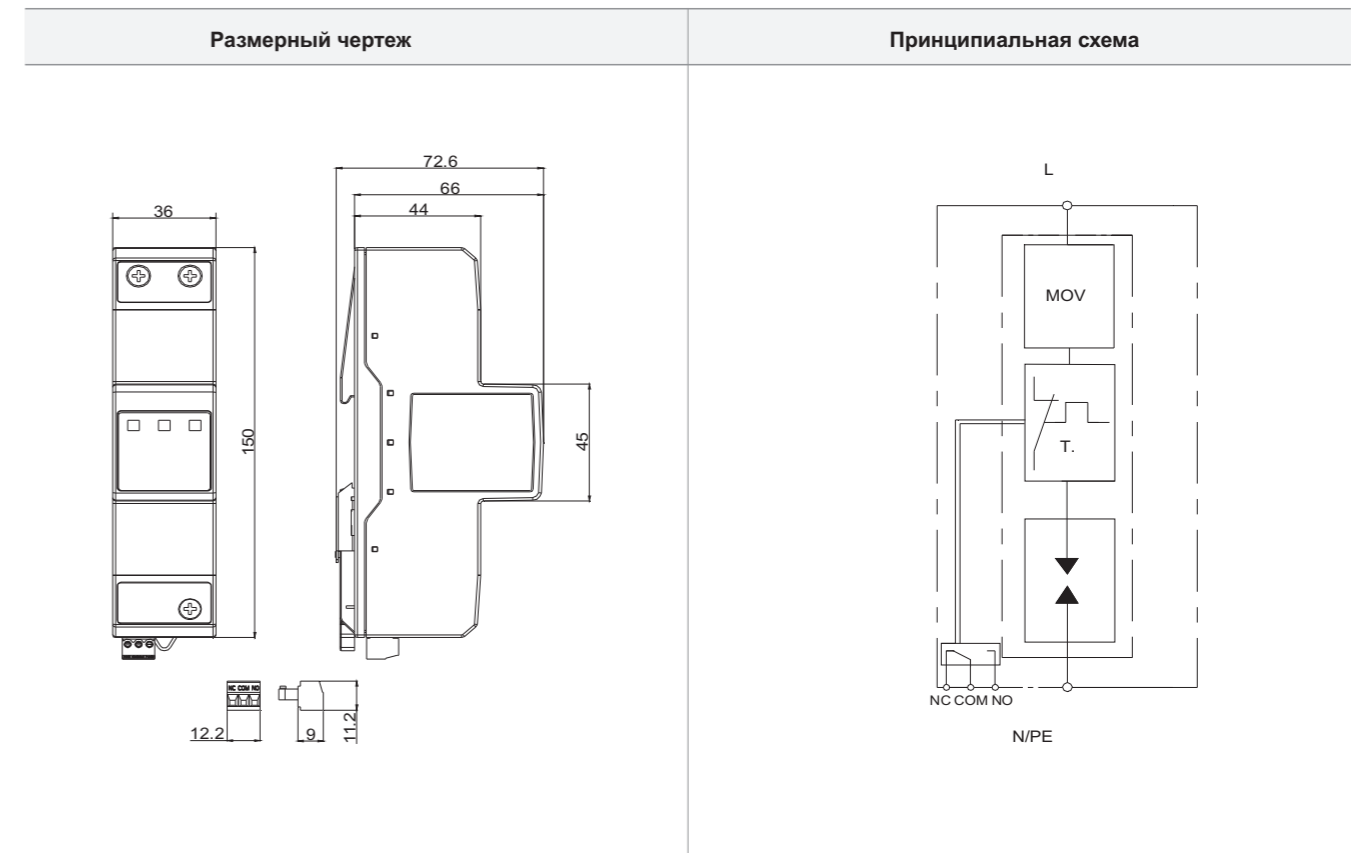 Размерный чертеж
Принципиальная схема
72.6
66
44
36
150
45
NC COM NO
12.2
9
11.2
L
MOV
T.
NC COM NO
N/PE